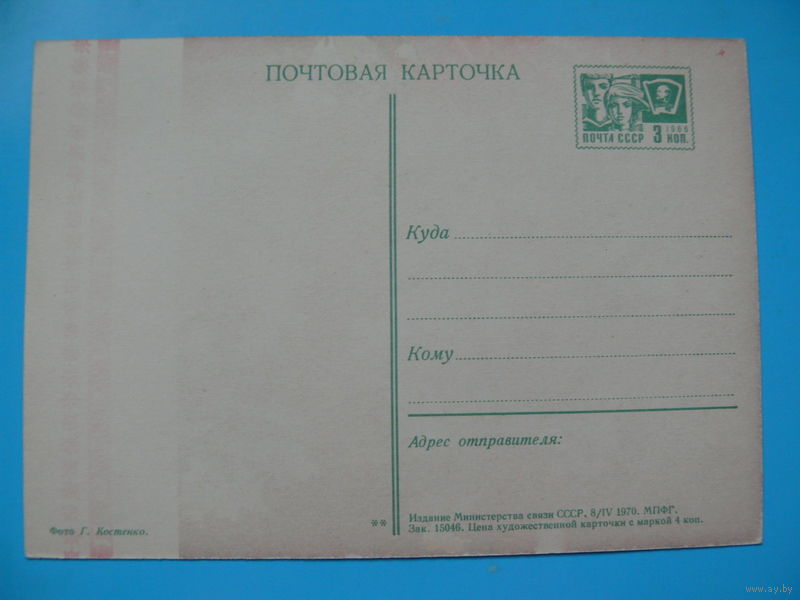 ПОЧТОВАЯ КАРТОЧКА
1966
ПОЧТА СССР 3 КОП.
Куда
Кому
Адрес отправителя:
Фото Г. Костенко.
**
Издание Министерства связи СССР. 8/IV 1970. МПФГ.
Зак. 15046. Цена художественной карточки с маркой 4 коп.
www.ay.by